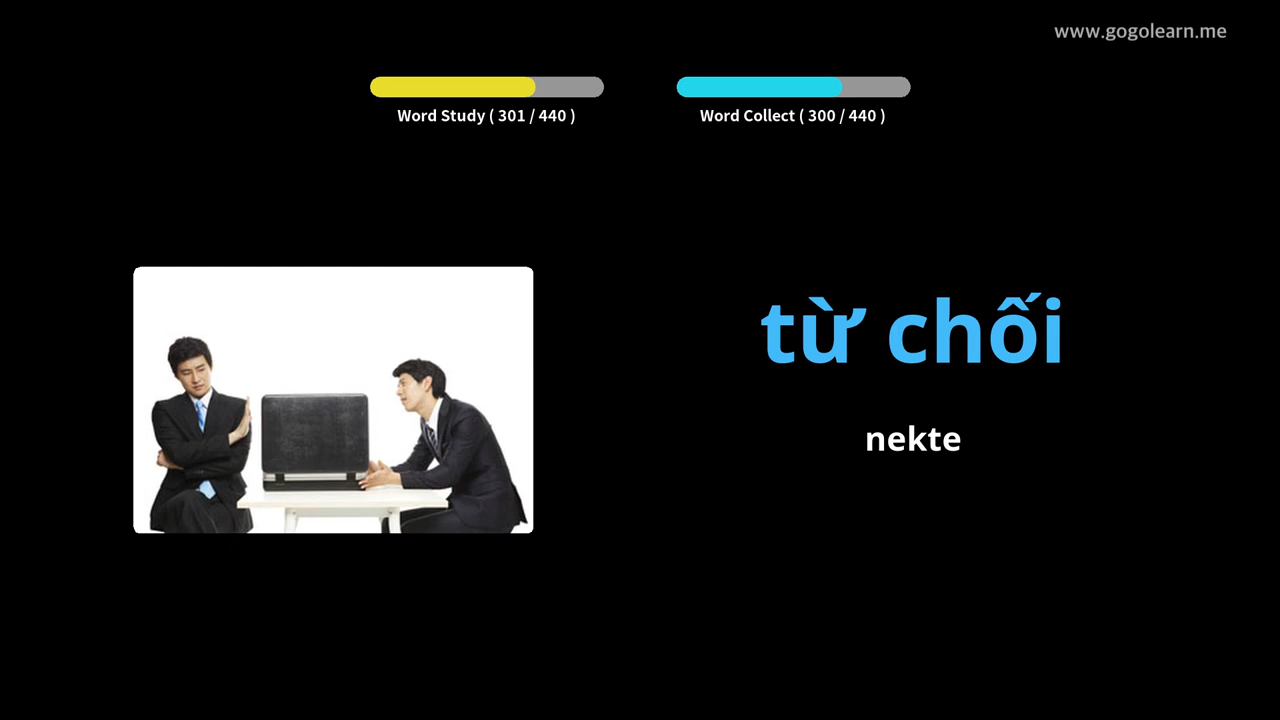 www.gogolearn.me
Word Study ( 301 / 440 )
Word Collect ( 300 / 440 )
từ chối
nekte